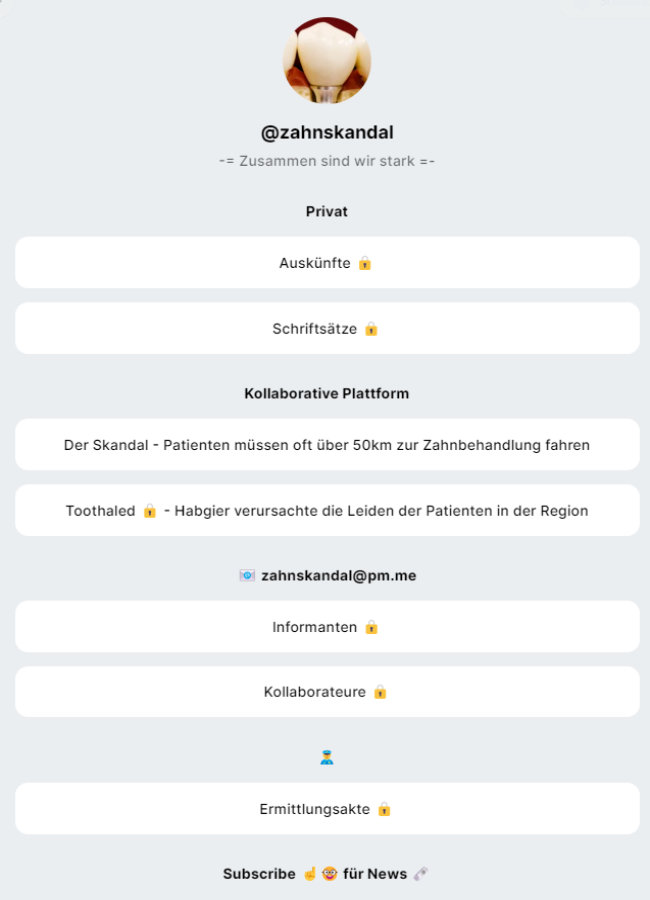 @zahnskandal
-= Zusammen sind wir stark =-
Privat
Auskünfte 🔒
Schriftsätze 🔒
Kollaborative Plattform
Der Skandal - Patienten müssen oft über 50km zur Zahnbehandlung fahren
Toothaled 🔒 - Habgier verursachte die Leiden der Patienten in der Region
📧 zahnskandal@pm.me
Informanten 🔒
Kollaborateure 🔒
👮‍♂️
Ermittlungsakte 🔒
Subscribe ☝️🤓 für News 🗞️